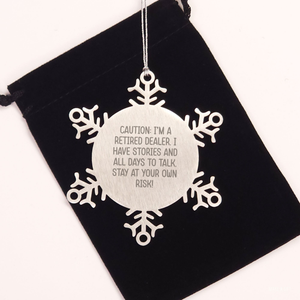 CAUTION: I'M A
RETIRED DEALER, I
HAVE STORIES AND
ALL DAYS TO TALK,
STAY AT YOUR OWN
RISK!